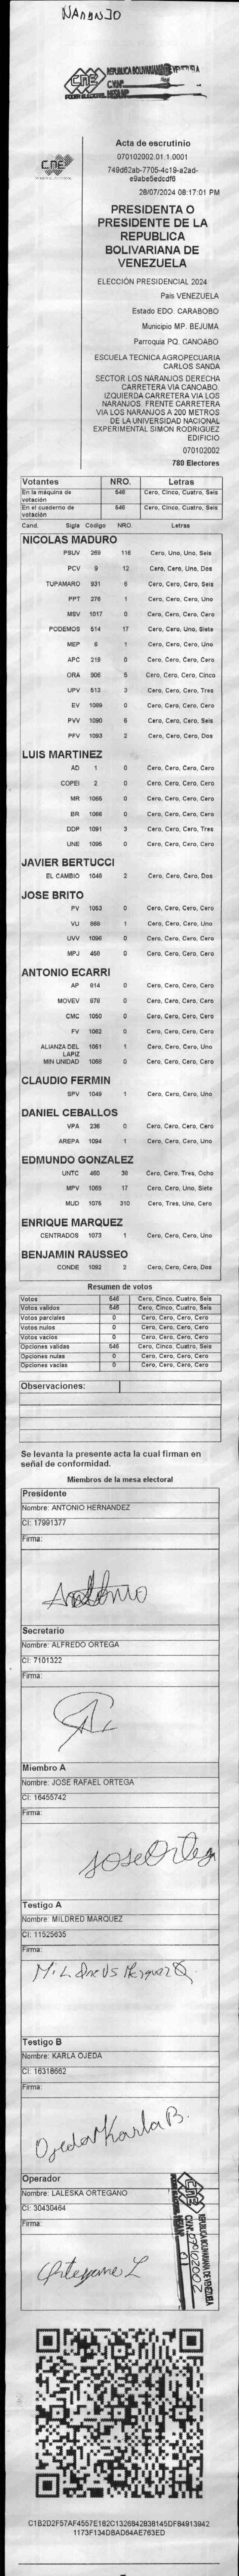 NARANJO
CNE
PODER ELECTORAL
REPUBLICA BOLIVARIANA DE
CNE
Acta de escrutinio
070102002.01.1.0001
749d62ab-7705-4c19-a2ad-
e9abe5edcdf6
28/07/2024 08:17:01 PM
PRESIDENTA O
PRESIDENTE DE LA
REPUBLICA
BOLIVARIANA DE
VENEZUELA
ELECCIÓN PRESIDENCIAL 2024
Pais VENEZUELA
Estado EDO. CARABOBO
Municipio MP. BEJUMA
Parroquia PQ. CANOABO
ESCUELA TECNICA AGROPECUARIA
CARLOS SANDA
SECTOR LOS NARANJOS DERECHA
CARRETERA VIA CANOABO.
IZQUIERDA CARRETERA VIA LOS
NARANJOS. FRENTE CARRETERA
VIA LOS NARANJOS A 200 METROS
DE LA UNIVERSIDAD NACIONAL
EXPERIMENTAL SIMON RODRIGUEZ
EDIFICIO
070102002
780 Electores
Votantes NRO. Letras
En la máquina de votación 546 Cero, Cinco, Cuatro, Seis
En el cuaderno de votación 546 Cero, Cinco, Cuatro, Seis
Cand. Sigla Código NRO. Letras
NICOLAS MADURO
PSUV 269 116 Cero, Uno, Uno, Seis
PCV 9 12 Cero, Cero, Uno, Dos
TUPAMARO 931 6 Cero, Cero, Cero, Seis
PPT 276 1 Cero, Cero, Cero, Uno
MSV 1017 0 Cero, Cero, Cero, Cero
PODEMOS 514 17 Cero, Cero, Uno, Siete
MEP 6 1 Cero, Cero, Cero, Uno
APC 219 0 Cero, Cero, Cero, Cero
ORA 906 5 Cero, Cero, Cero, Cinco
UPV 513 3 Cero, Cero, Cero, Tres
EV 1089 0 Cero, Cero, Cero, Cero
PVV 1090 6 Cero, Cero, Cero, Seis
PFV 1093 2 Cero, Cero, Cero, Dos
LUIS MARTINEZ
AD 1 0 Cero, Cero, Cero, Cero
COPEI 2 0 Cero, Cero, Cero, Cero
MR 1065 0 Cero, Cero, Cero, Cero
BR 1066 0 Cero, Cero, Cero, Cero
DDP 1091 3 Cero, Cero, Cero, Tres
UNE 1095 0 Cero, Cero, Cero, Cero
JAVIER BERTUCCI
EL CAMBIO 1048 2 Cero, Cero, Cero, Dos
JOSE BRITO
PV 1053 0 Cero, Cero, Cero, Cero
VU 868 1 Cero, Cero, Cero, Uno
UVV 1096 0 Cero, Cero, Cero, Cero
MPJ 458 0 Cero, Cero, Cero, Cero
ANTONIO ECARRI
AP 814 0 Cero, Cero, Cero, Cero
MOVEV 978 0 Cero, Cero, Cero, Cero
CMC 1050 0 Cero, Cero, Cero, Cero
FV 1062 0 Cero, Cero, Cero, Cero
ALIANZA DEL LAPIZ 1051 1 Cero, Cero, Cero, Uno
MIN UNIDAD 1068 0 Cero, Cero, Cero, Cero
CLAUDIO FERMIN
SPV 1049 1 Cero, Cero, Cero, Uno
DANIEL CEBALLOS
VPA 236 0 Cero, Cero, Cero, Cero
AREPA 1094 1 Cero, Cero, Cero, Uno
EDMUNDO GONZALEZ
UNTC 460 38 Cero, Cero, Tres, Ocho
MPV 1069 17 Cero, Cero, Uno, Siete
MUD 1075 310 Cero, Tres, Uno, Cero
ENRIQUE MARQUEZ
CENTRADOS 1073 1 Cero, Cero, Cero, Uno
BENJAMIN RAUSSEO
CONDE 1092 2 Cero, Cero, Cero, Dos
Resumen de votos
Votos 546 Cero, Cinco, Cuatro, Seis
Votos validos 546 Cero, Cinco, Cuatro, Seis
Votos parciales 0 Cero, Cero, Cero, Cero
Votos nulos 0 Cero, Cero, Cero, Cero
Votos vacios 0 Cero, Cero, Cero, Cero
Opciones validas 546 Cero, Cinco, Cuatro, Seis
Opciones nulas 0 Cero, Cero, Cero, Cero
Opciones vacias 0 Cero, Cero, Cero, Cero
Observaciones:
Se levanta la presente acta la cual firman en
señal de conformidad.
Miembros de la mesa electoral
Presidente
Nombre: ANTONIO HERNANDEZ
CI: 17991377
Firma:
Antonio
Secretario
Nombre: ALFREDO ORTEGA
CI: 7101322
Firma:
Miembro A
Nombre: JOSE RAFAEL ORTEGA
CI: 16455742
Firma:
Jose Ortega
Testigo A
Nombre: MILDRED MARQUEZ
CI: 11525635
Firma:
Testigo B
Nombre: KARLA OJEDA
CI: 16318662
Firma:
Ojeda Karla B.
Operador
Nombre: LALESKA ORTEGANO
CI: 30430464
Firma:
Ortegano L
CNE
REPUBLICA BOLIVARIANA DE VENEZUELA
C1B2D2F57AF4557E182C1326842B38145DF84913942
1173F134DBAD64AE763ED